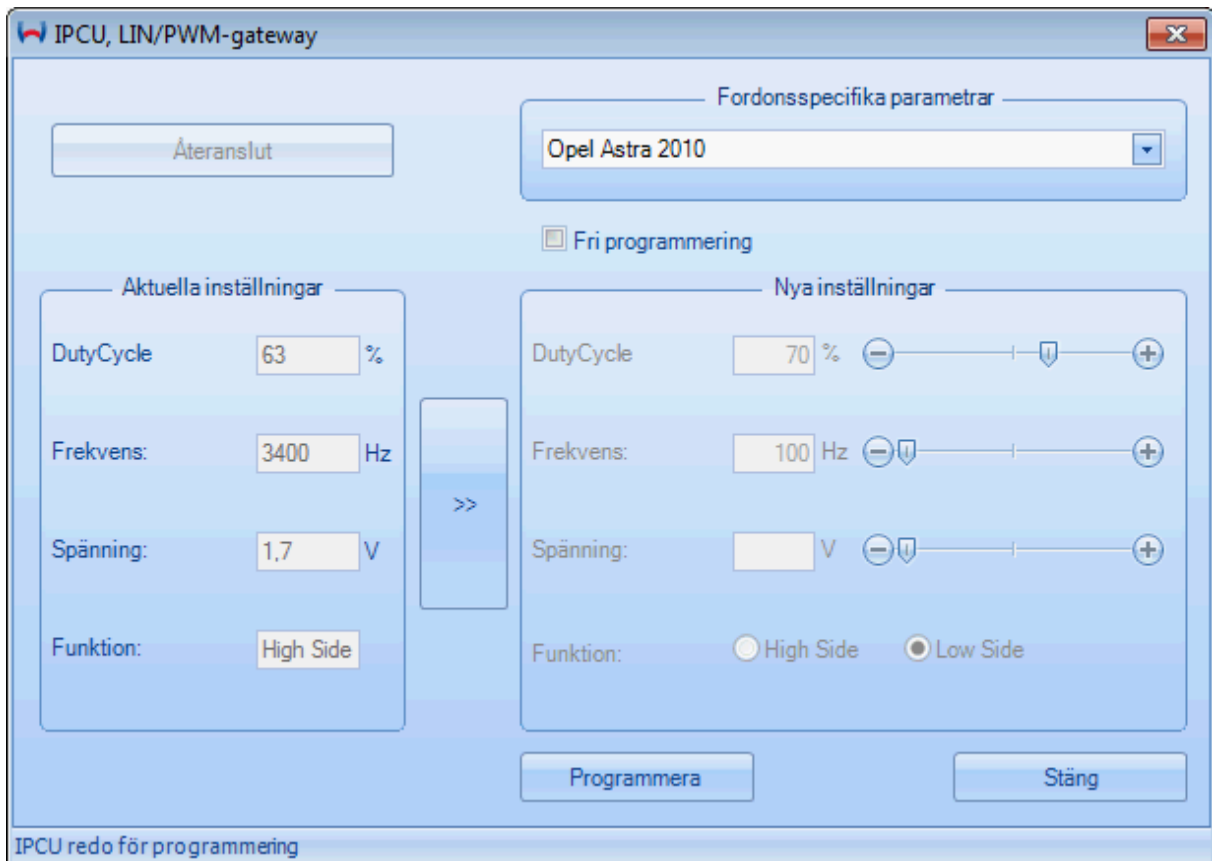 IPCU, LIN/PWM-gateway
Återanslut
Fordonsspecifika parametrar
Opel Astra 2010
Fri programmering
Aktuella inställningar
DutyCycle 63 %
Frekvens: 3400 Hz
Spänning: 1,7 V
Funktion: High Side
>>
Nya inställningar
DutyCycle 70 %
Frekvens: 100 Hz
Spänning: V
Funktion: High Side Low Side
Programmera
Stäng
IPCU redo för programmering